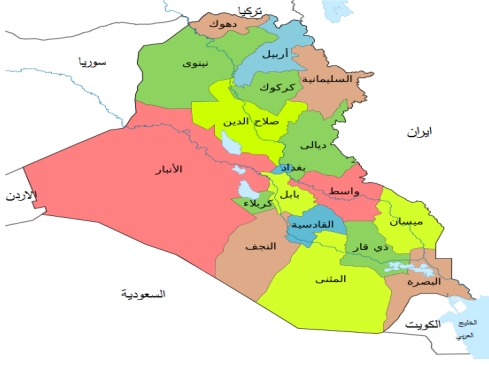 تركيا
دهوك
أربيل
نينوى
سوريا
السليمانية
كركوك
صلاح الدين
ايران
ديالى
بغداد
الأنبار
واسط
الاردن
بابل
كربلاء
ميسان
القادسية
النجف
ذي قار
المثنى
البصرة
السعودية
الكويت
الخليج
العربي